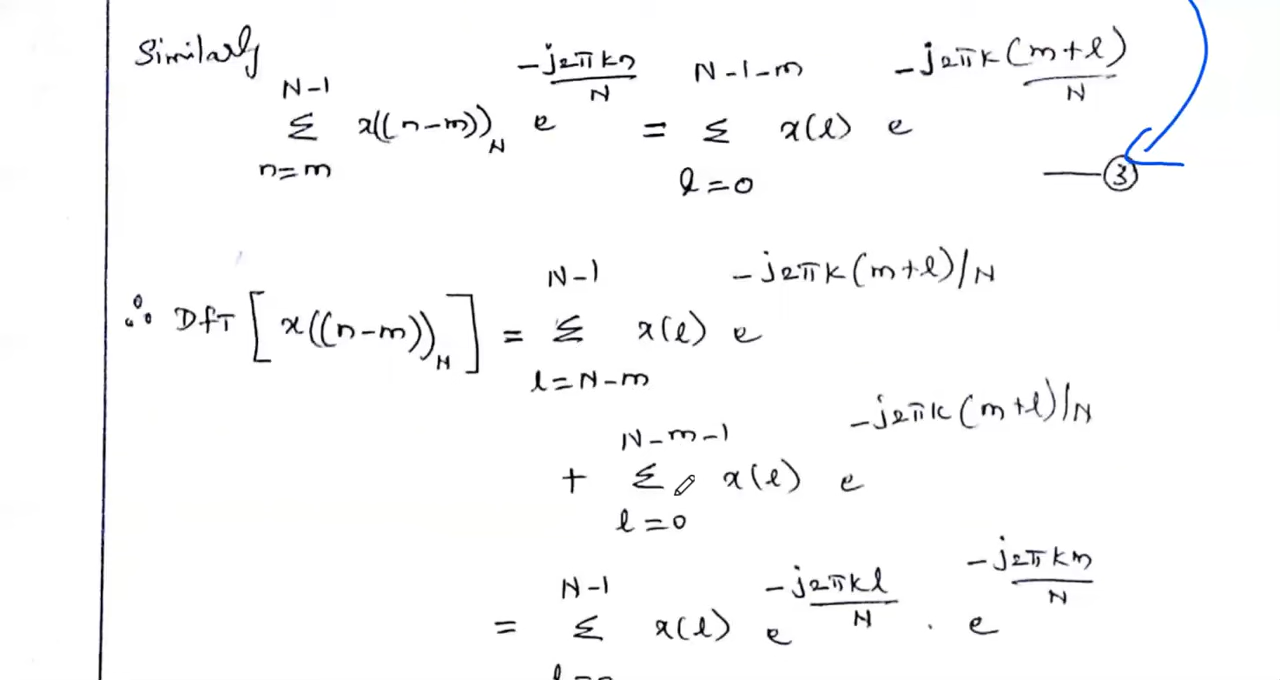 Similarly
N-1 Σ n=m x((n-m))_N e^{-j2πkn/N} = N-1-m Σ l=0 x(l) e^{-j2πk(m+l)/N}
—③
∴ DfT [x((n-m))_N] = N-1 Σ l=N-m x(l) e^{-j2πk(m+l)/N}
+ N-m-1 Σ l=0 x(l) e^{-j2πk(m+l)/N}
= N-1 Σ x(l) e^{-j2πkl/N} . e^{-j2πkm/N}